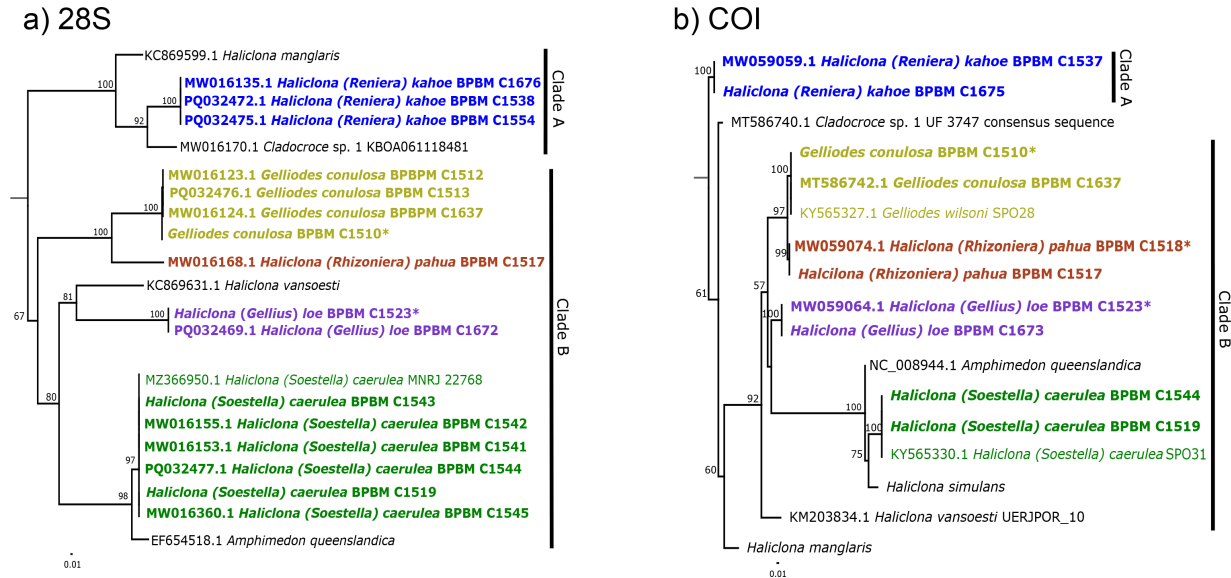 a) 28S
KC869599.1 Haliclona manglaris
100
MW016135.1 Haliclona (Reniera) kahoe BPBM C1676
PQ032472.1 Haliclona (Reniera) kahoe BPBM C1538
100
PQ032475.1 Haliclona (Reniera) kahoe BPBM C1554
92
MW016170.1 Cladocroce sp. 1 KBOA061118481
Clade A
MW016123.1 Gelliodes conulosa BPBPM C1512
PQ032476.1 Gelliodes conulosa BPBM C1513
100
MW016124.1 Gelliodes conulosa BPBPM C1637
Gelliodes conulosa BPBM C1510*
100
MW016168.1 Haliclona (Rhizoniera) pahua BPBM C1517
KC869631.1 Haliclona vansoesti
81
Haliclona (Gellius) loe BPBM C1523*
67
100
PQ032469.1 Haliclona (Gellius) loe BPBM C1672
MZ366950.1 Haliclona (Soestella) caerulea MNRJ 22768
Haliclona (Soestella) caerulea BPBM C1543
80
MW016155.1 Haliclona (Soestella) caerulea BPBM C1542
MW016153.1 Haliclona (Soestella) caerulea BPBM C1541
97
PQ032477.1 Haliclona (Soestella) caerulea BPBM C1544
Haliclona (Soestella) caerulea BPBM C1519
98
MW016360.1 Haliclona (Soestella) caerulea BPBM C1545
EF654518.1 Amphimedon queenslandica
Clade B
0.01
b) COI
MW059059.1 Haliclona (Reniera) kahoe BPBM C1537
100
Haliclona (Reniera) kahoe BPBM C1675
Clade A
MT586740.1 Cladocroce sp. 1 UF 3747 consensus sequence
Gelliodes conulosa BPBM C1510*
100
MT586742.1 Gelliodes conulosa BPBM C1637
97
KY565327.1 Gelliodes wilsoni SPO28
MW059074.1 Haliclona (Rhizoniera) pahua BPBM C1518*
99
Halcilona (Rhizoniera) pahua BPBM C1517
57
61
MW059064.1 Haliclona (Gellius) loe BPBM C1523*
100
Haliclona (Gellius) loe BPBM C1673
NC_008944.1 Amphimedon queenslandica
Haliclona (Soestella) caerulea BPBM C1544
92
100
Haliclona (Soestella) caerulea BPBM C1519
100
KY565330.1 Haliclona (Soestella) caerulea SPO31
75
Haliclona simulans
60
KM203834.1 Haliclona vansoesti UERJPOR_10
Clade B
Haliclona manglaris
0.01